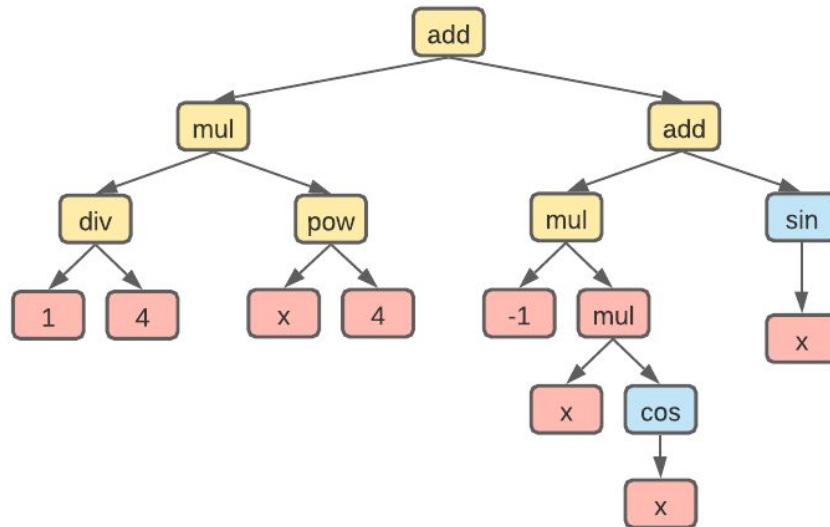 add
mul add
div pow mul sin
1 4 x 4 -1 mul x
x cos
x